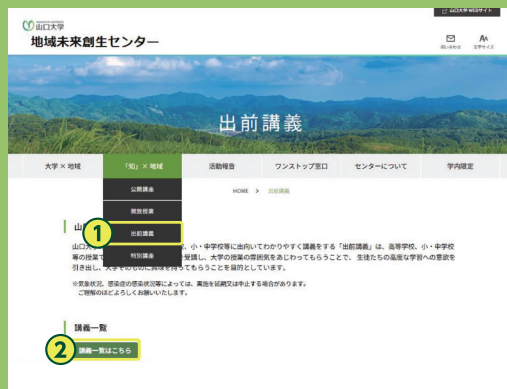 山口大学WEBサイト
山口大学
地域未来創生センター
お問い合わせ
AA
文字サイズ
出前講義
大学 × 地域
「知」× 地域
活動報告
ワンストップ窓口
センターについて
学内限定
公開講座
開放授業
出前講義
特別講座
HOME > 出前講義
1
山口
、小・中学校等に出向いてわかりやすく講義をする「出前講義」は、高等学校、小・中学校
等の授業で
を受講し、大学の授業の雰囲気をあじわってもらうことで、生徒たちの高度な学習への意欲を
引き出し、大学そのものに興味を持ってもらうことを目的としています。
※気象状況、感染症の感染状況等によっては、実施を延期又は中止する場合があります。
ご理解のほどよろしくお願いいたします。
講義一覧
2
講義一覧はこちら